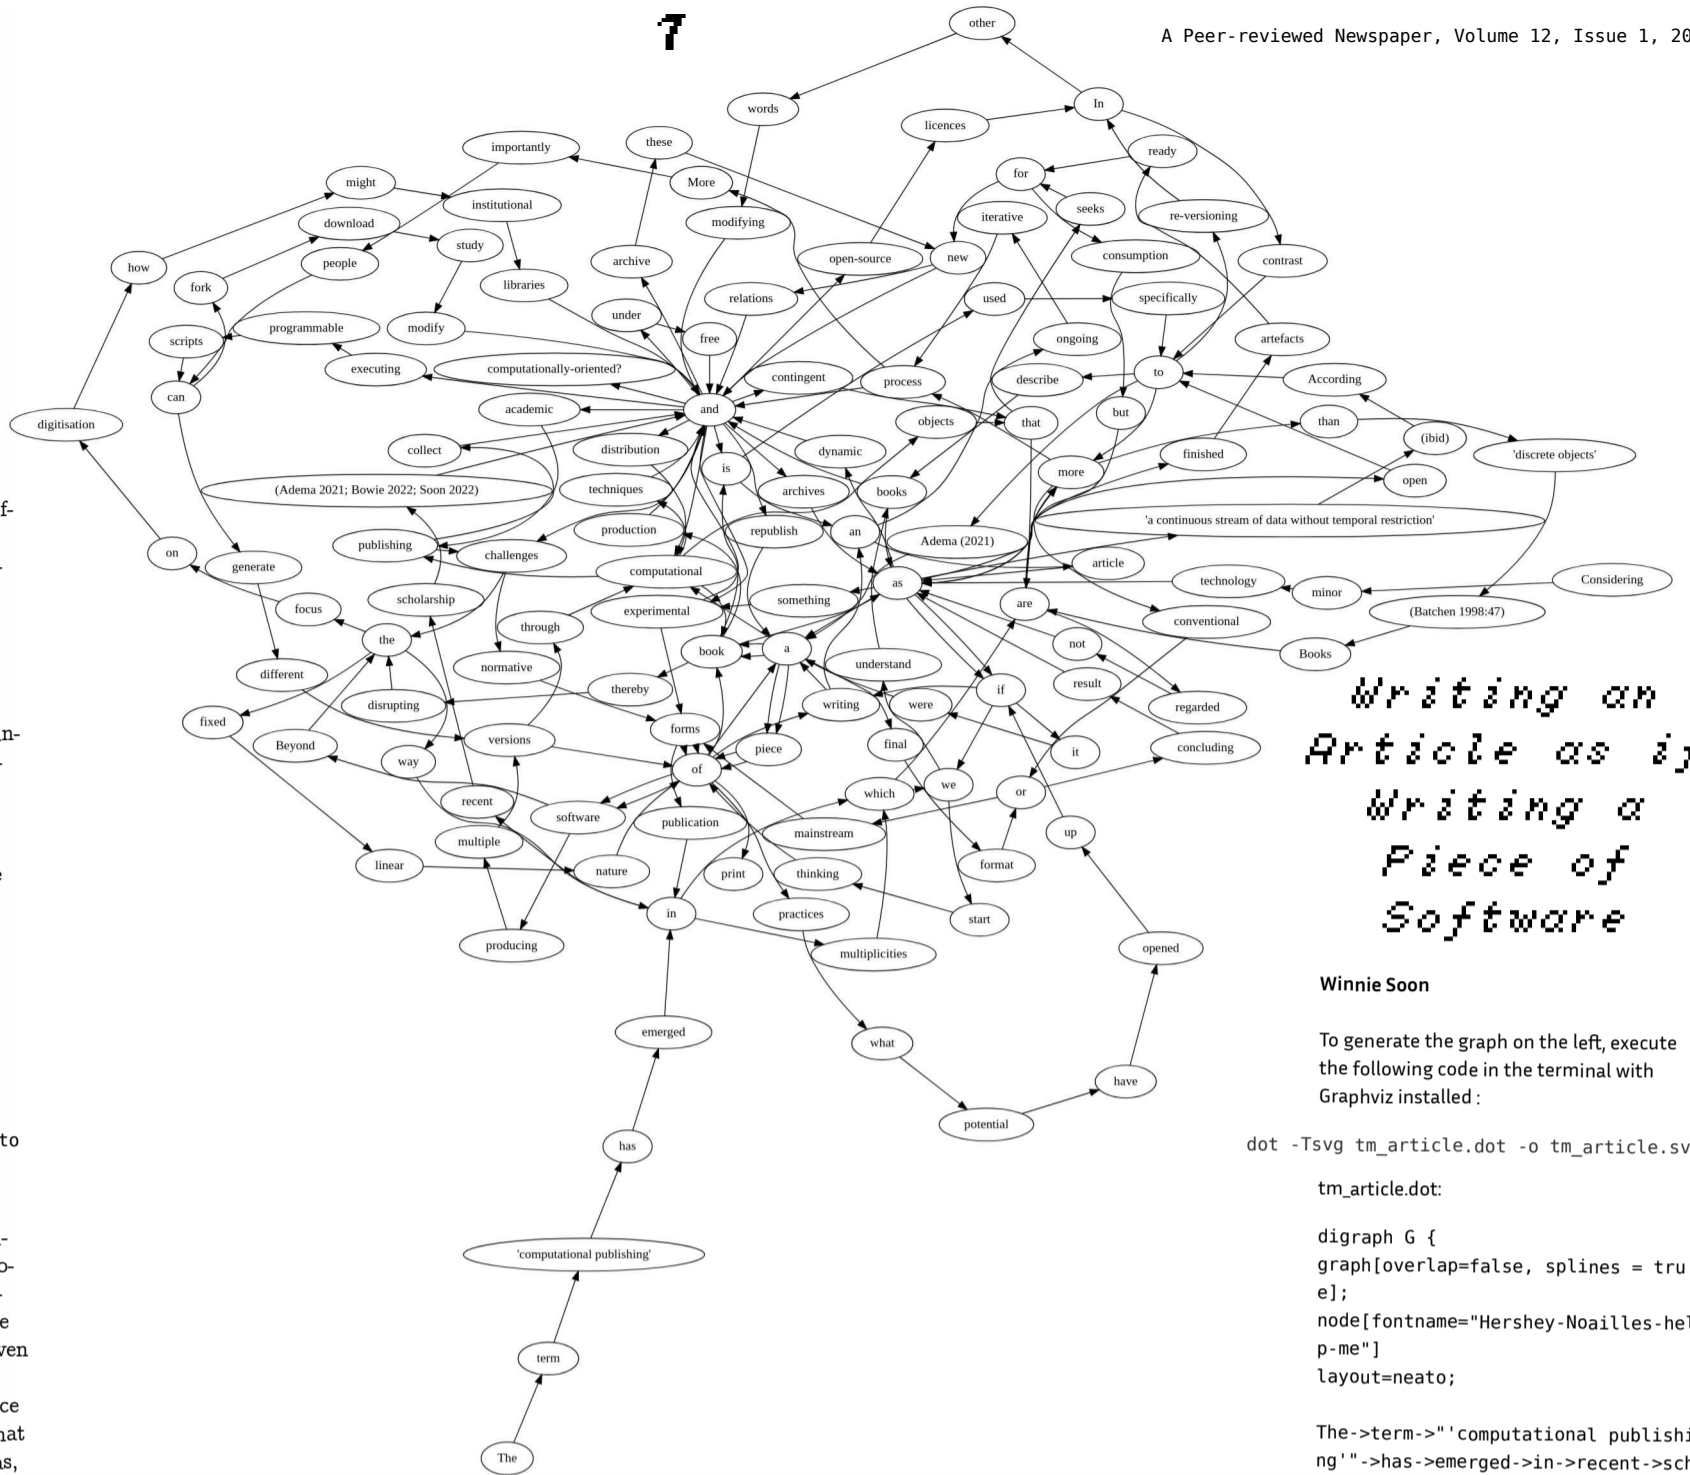 7
A Peer-reviewed Newspaper, Volume 12, Issue 1, 20
other
words
In
licences
these
importantly
ready
for
More
might
institutional
download
seeks
iterative
re-versioning
modifying
study
consumption
new
open-source
contrast
archive
people
how
fork
libraries
relations
used
specifically
under
programmable
modify
scripts
free
ongoing
artefacts
executing
computationally-oriented?
contingent
process
describe
to
According
can
academic
and
but
objects
that
than
digitisation
collect
distribution
dynamic
(ibid)
is
finished
'discrete objects'
more
open
(Adema 2021; Bowie 2022; Soon 2022)
techniques
archives
books
'a continuous stream of data without temporal restriction'
f-
production
republish
an
Adema (2021)
publishing
challenges
on
generate
computational
as
article
technology
Considering
minor
scholarship
something
focus
experimental
are
(Batchen 1998:47)
through
conventional
the
book
a
not
Books
normative
understand
different
thereby
result
if
disrupting
writing
were
regarded
fixed
forms
n-
Beyond
versions
piece
final
it
concluding
way
of
which
we
or
recent
software
publication
mainstream
up
multiple
linear
nature
print
thinking
format
in
practices
start
producing
multiplicities
opened
emerged
what
have
potential
has
'computational publishing'
term
The
Writing an
Article as i
Writing a
Piece of
Software
Winnie Soon
To generate the graph on the left, execute
the following code in the terminal with
Graphviz installed :
dot -Tsvg tm_article.dot -o tm_article.sv
tm_article.dot:
digraph G {
graph[overlap=false, splines = tru
e];
node[fontname="Hershey-Noailles-hel
p-me"]
layout=neato;
The->term->"'computational publishi
ng'"->has->emerged->in->recent->sch
to
o-
e
ven
ce
hat
s,